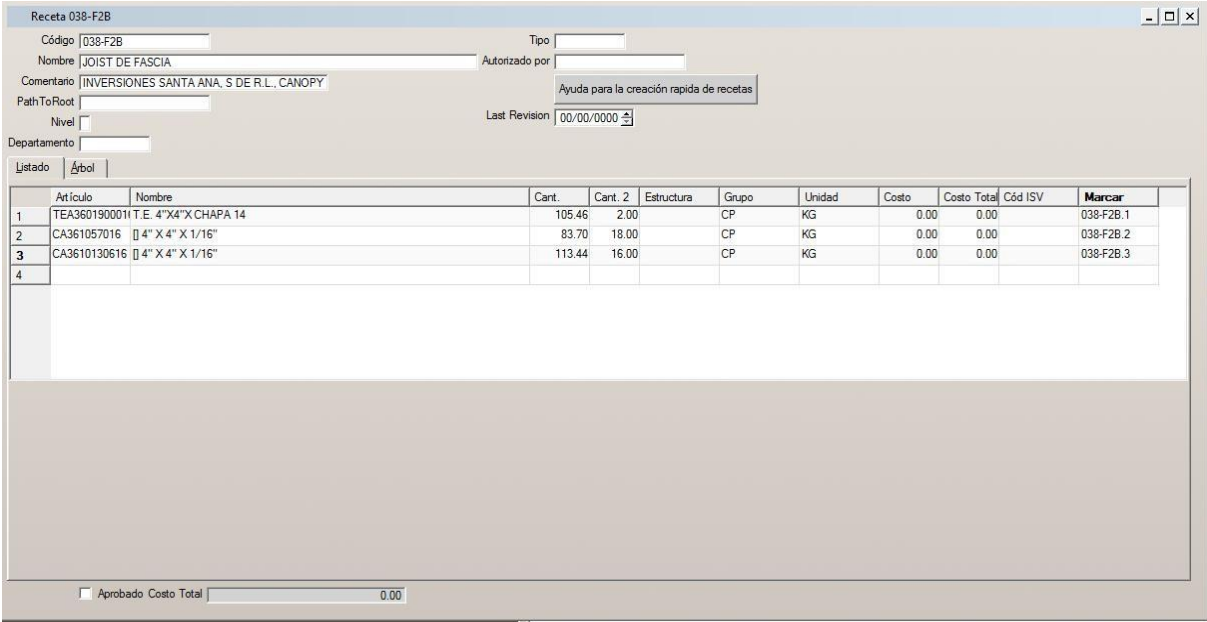 Receta 038-F2B
Código 038-F2B Tipo
Nombre JOIST DE FASCIA Autorizado por
Comentario INVERSIONES SANTA ANA, S DE R.L., CANOPY
Ayuda para la creación rapida de recetas
PathToRoot
Nivel Last Revision 00/00/0000
Departamento
Listado Árbol
Artículo Nombre Cant. Cant. 2 Estructura Grupo Unidad Costo Costo Total Cód ISV Marcar
1 TEA360190001 T.E. 4"X4"X CHAPA 14 105.46 2.00 CP KG 0.00 0.00 038-F2B.1
2 CA361057016 [] 4" X 4" X 1/16" 83.70 18.00 CP KG 0.00 0.00 038-F2B.2
3 CA3610130616 [] 4" X 4" X 1/16" 113.44 16.00 CP KG 0.00 0.00 038-F2B.3
4
Aprobado Costo Total 0.00